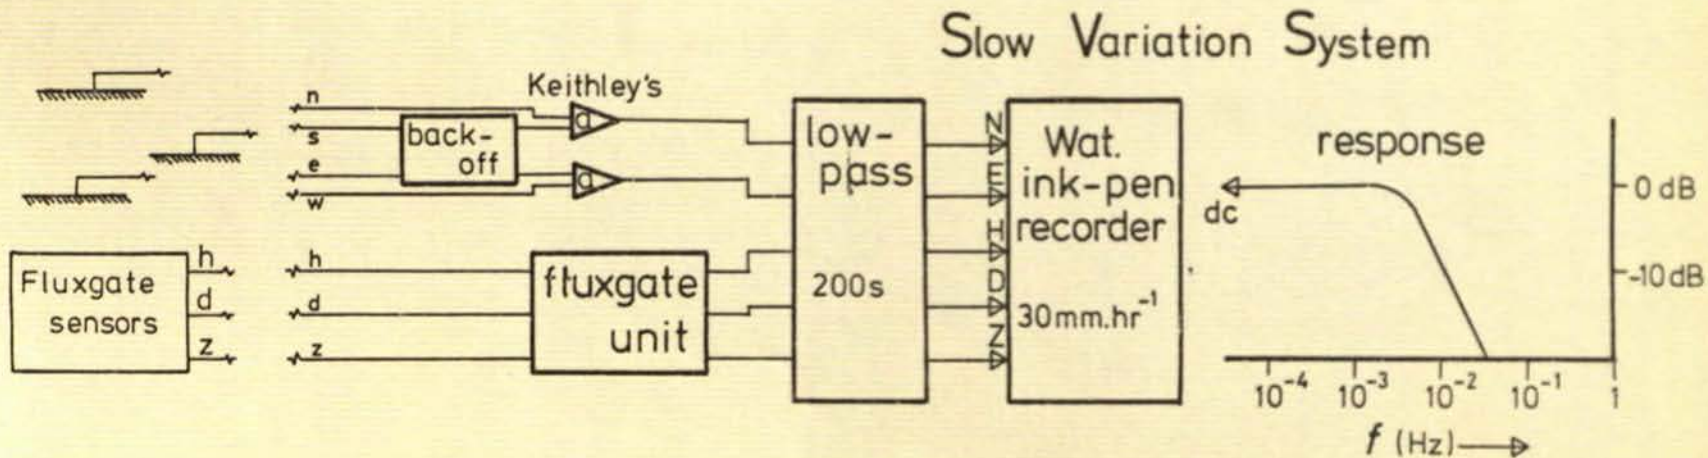 Slow Variation System
Keithley's
n
s
e
w
back-
off
a
a
low-
pass
200s
N
E
H
D
Z
Wat.
ink-pen
recorder
30mm.hr⁻¹
response
dc
0 dB
-10dB
10⁻⁴ 10⁻³ 10⁻² 10⁻¹ 1
f (Hz)
Fluxgate
sensors
h
d
z
h
d
z
fluxgate
unit